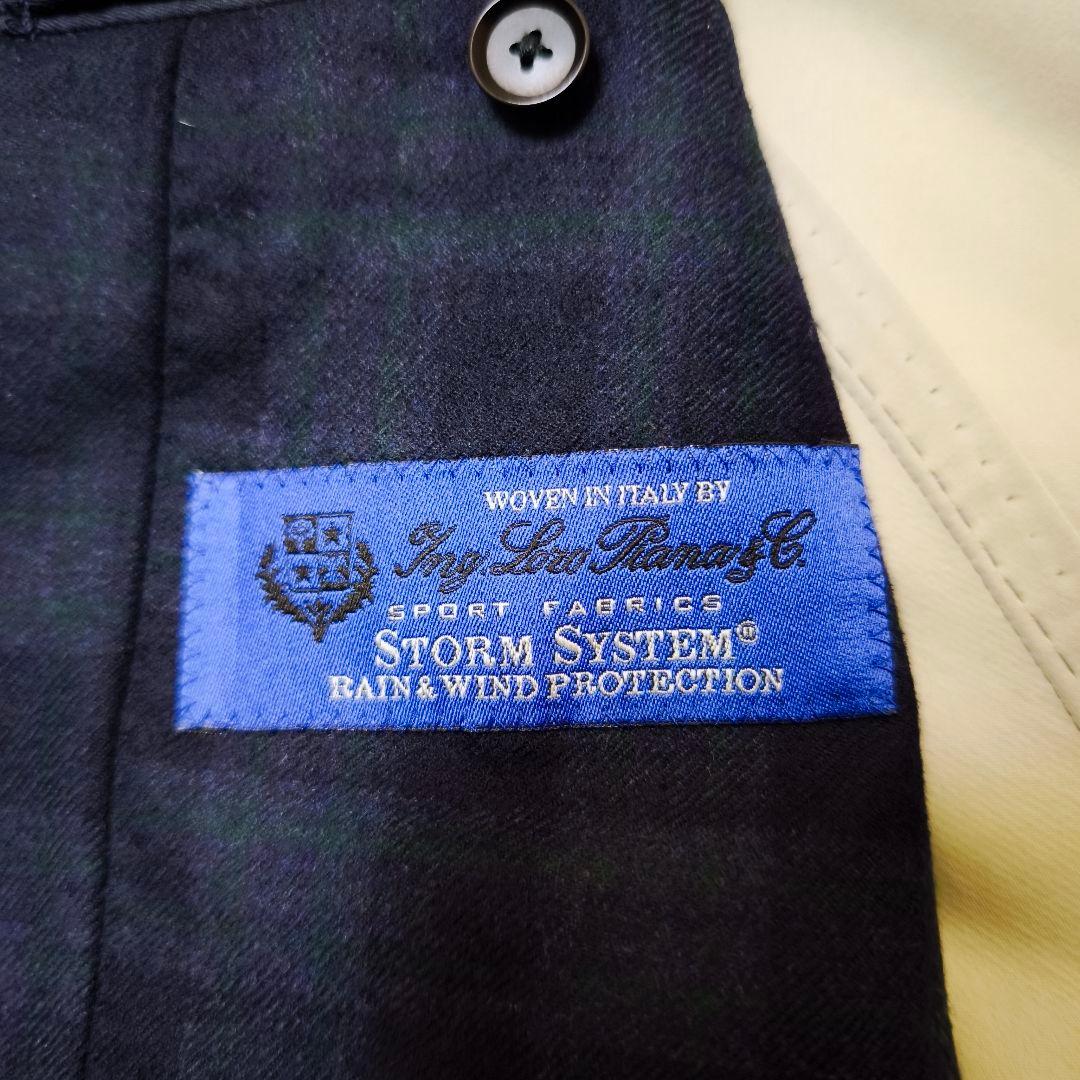 WOVEN IN ITALY BY
Ing. Loro Piana & C.
SPORT FABRICS
STORM SYSTEM®
RAIN & WIND PROTECTION